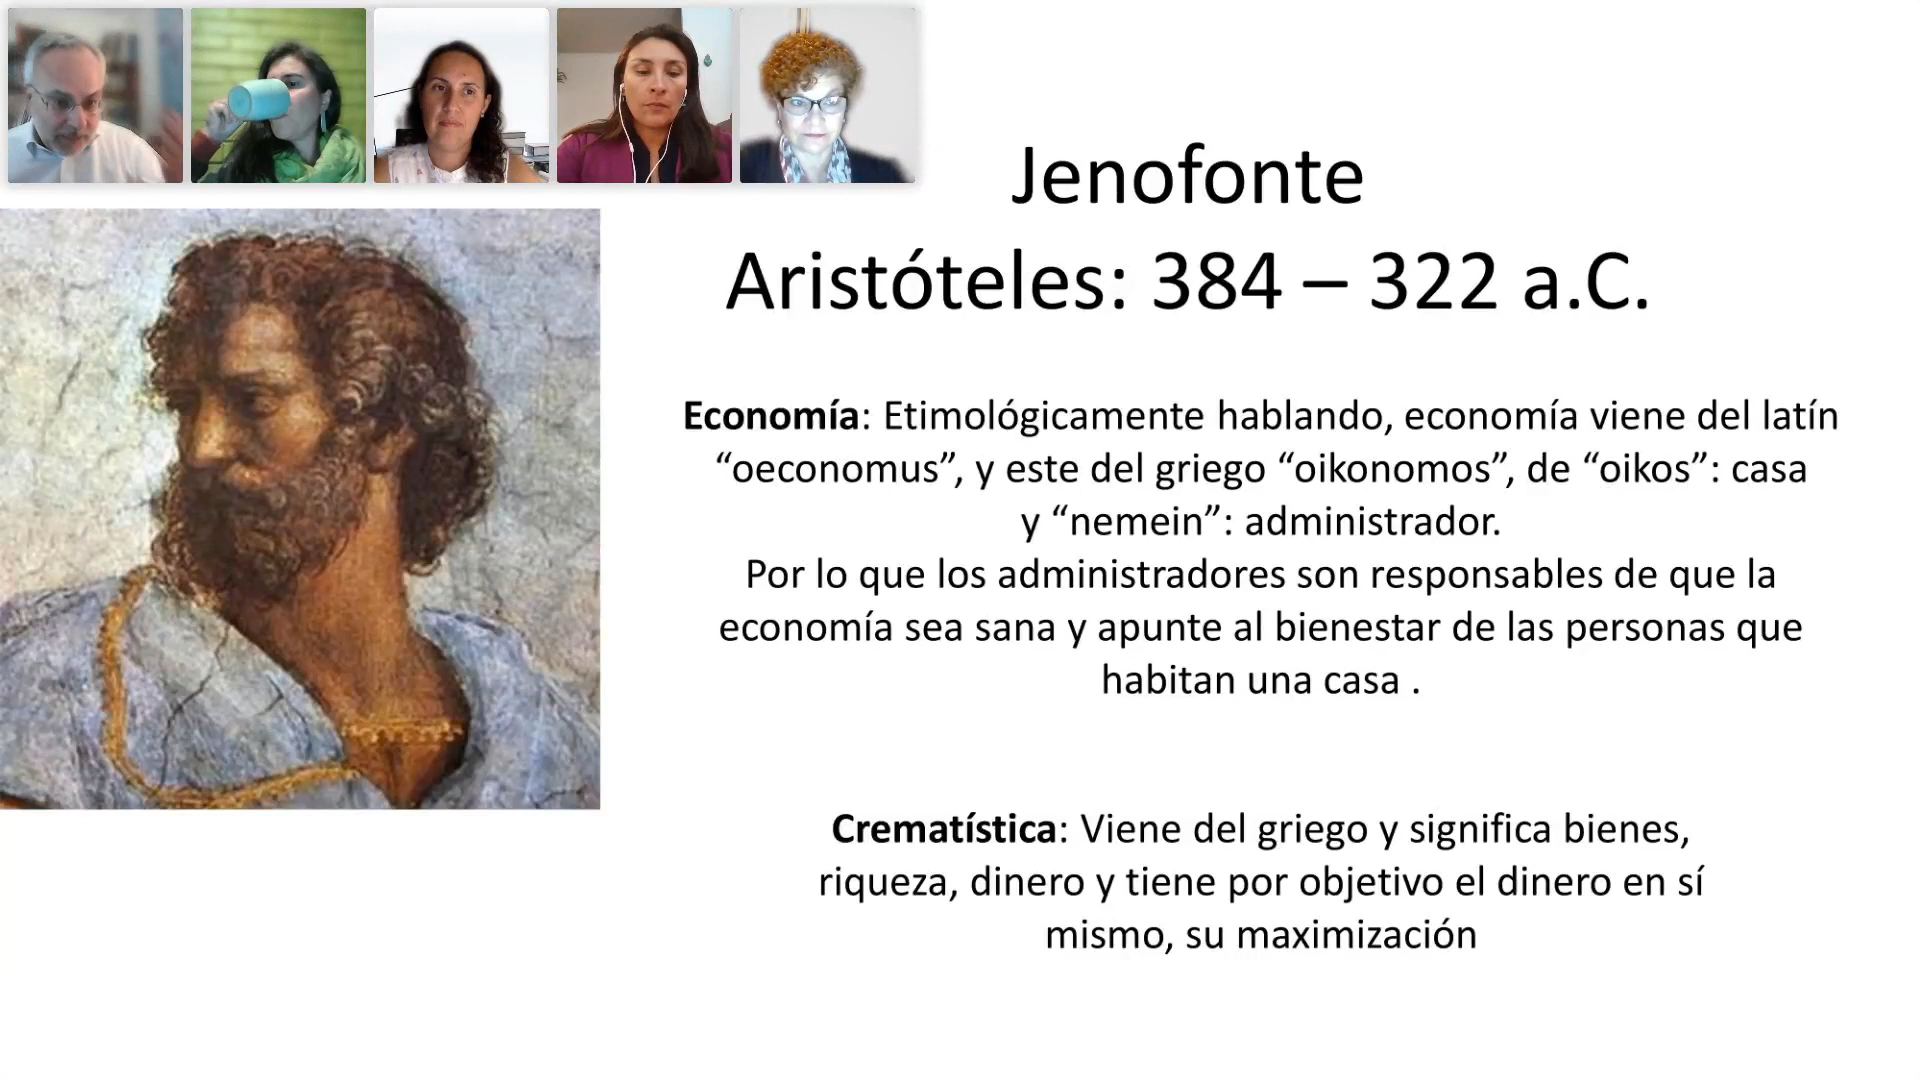 Jenofonte
Aristóteles: 384 – 322 a.C.
Economía: Etimológicamente hablando, economía viene del latín
“oeconomus”, y este del griego “oikonomos”, de “oikos”: casa
y “nemein”: administrador.
Por lo que los administradores son responsables de que la
economía sea sana y apunte al bienestar de las personas que
habitan una casa .
Crematística: Viene del griego y significa bienes,
riqueza, dinero y tiene por objetivo el dinero en sí
mismo, su maximización